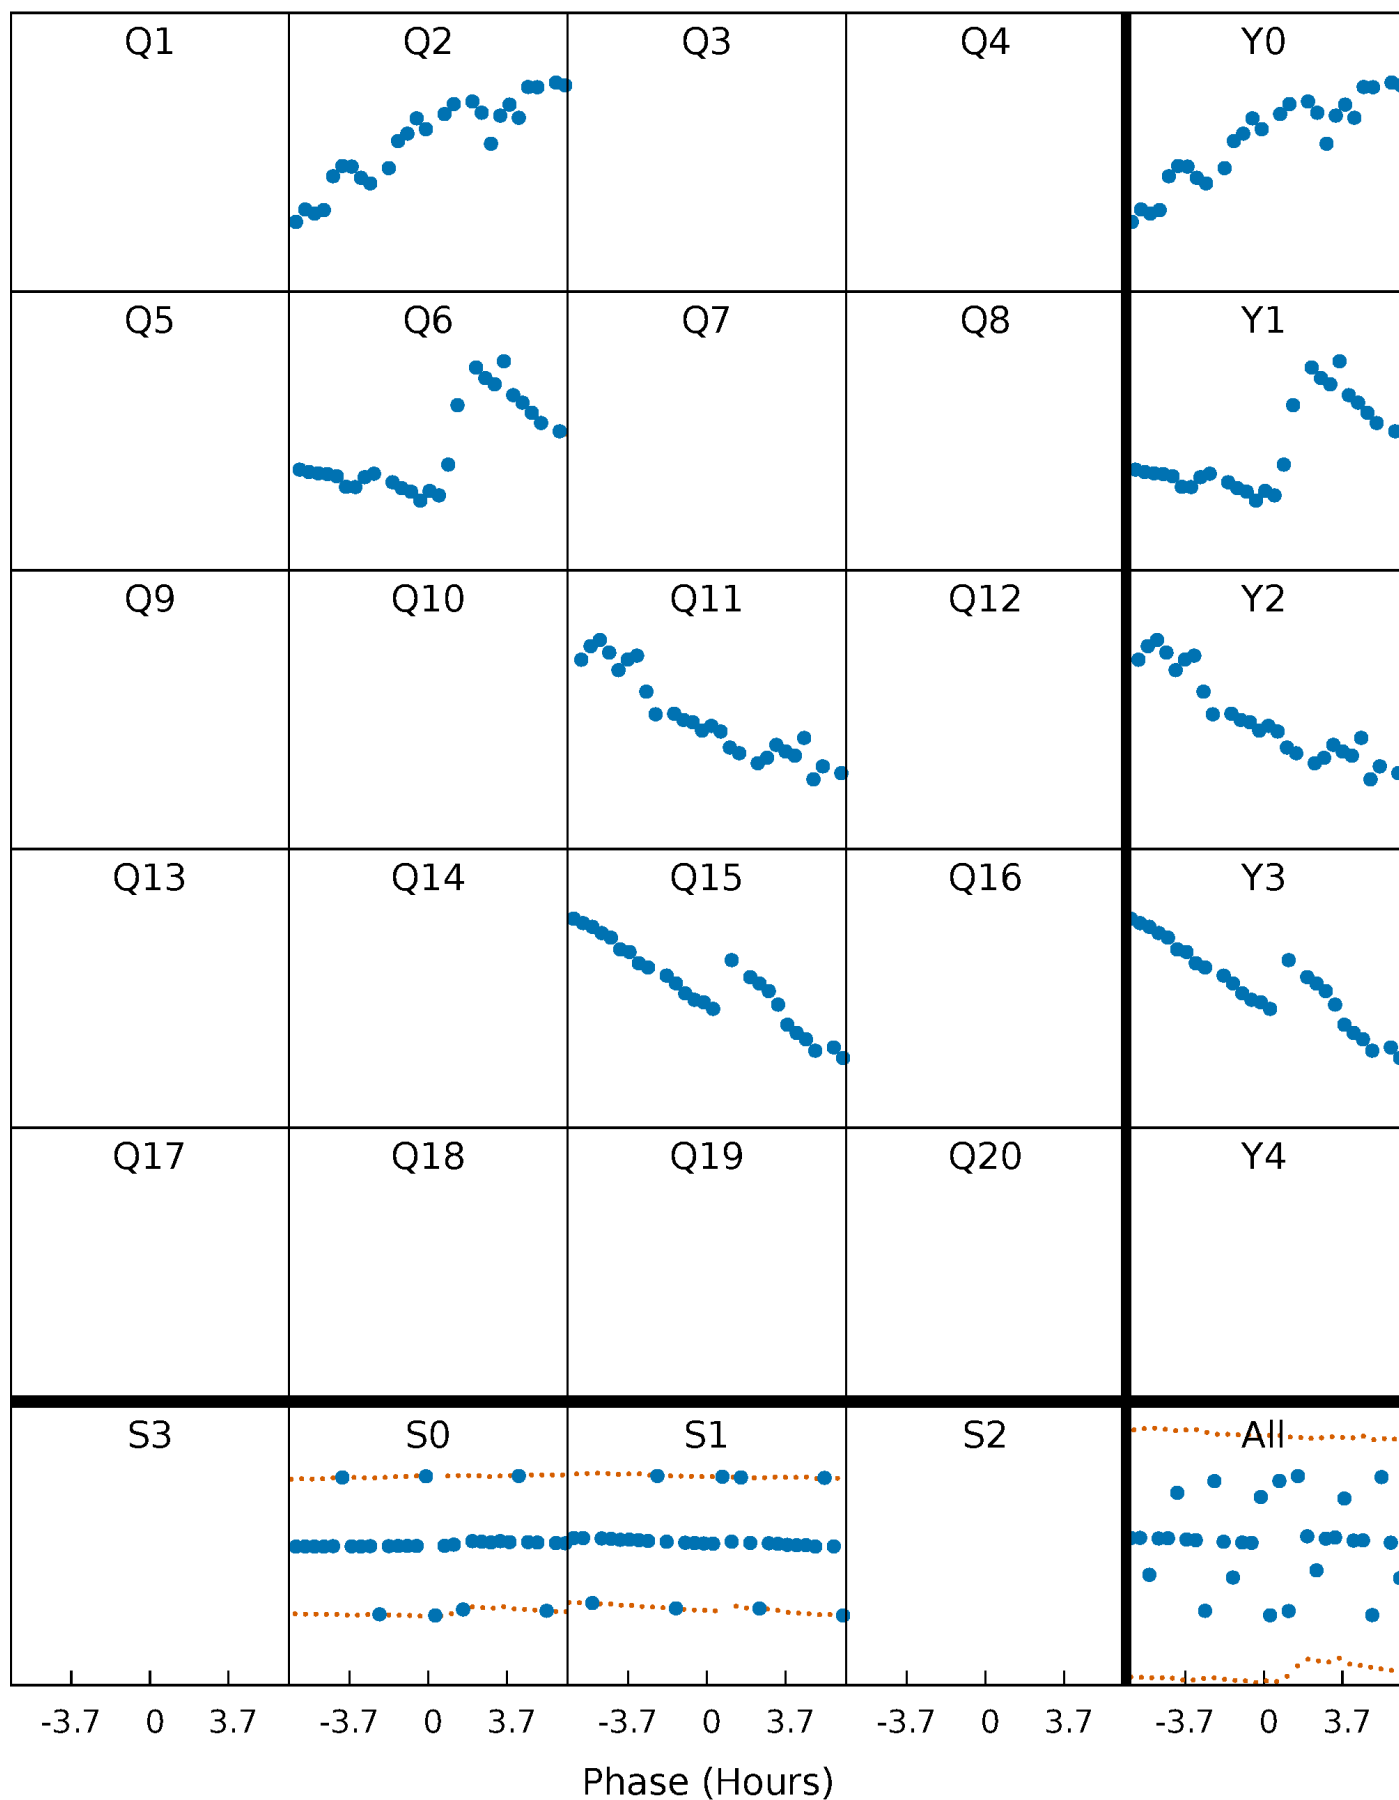 Q1 Q2 Q3 Q4 Y0
Q5 Q6 Q7 Q8 Y1
Q9 Q10 Q11 Q12 Y2
Q13 Q14 Q15 Q16 Y3
Q17 Q18 Q19 Q20 Y4
S3 S0 S1 S2 All
-3.7 0 3.7 -3.7 0 3.7 -3.7 0 3.7 -3.7 0 3.7 -3.7 0 3.7
Phase (Hours)